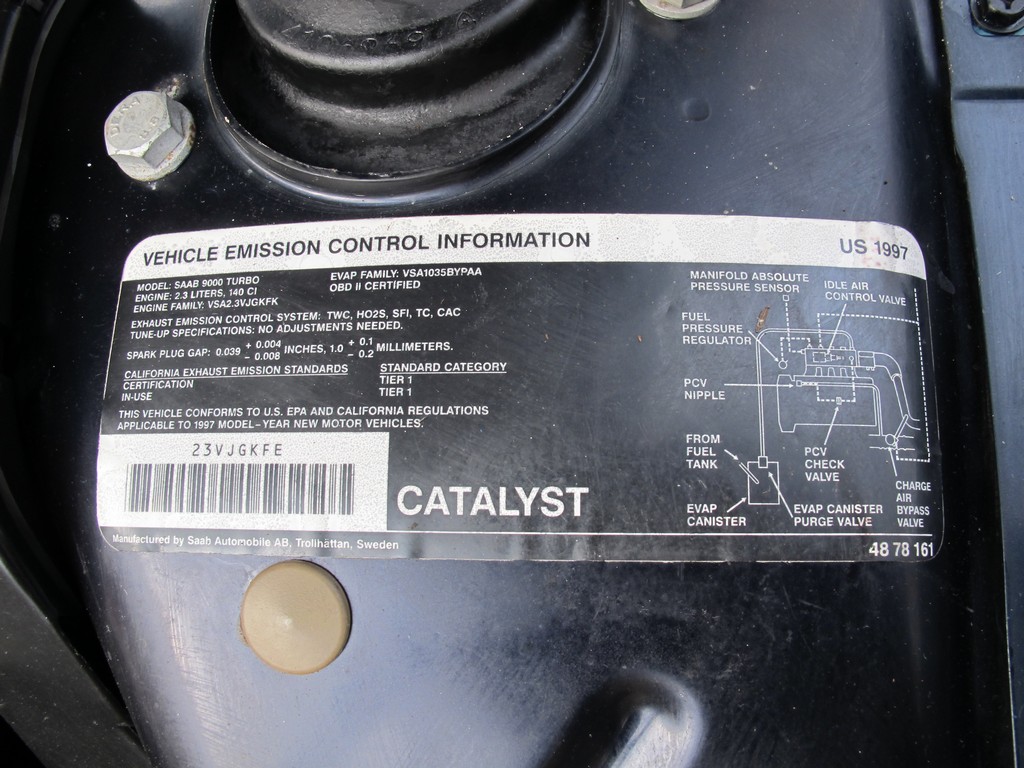 VEHICLE EMISSION CONTROL INFORMATION
US 1997
MODEL: SAAB 9000 TURBO
ENGINE: 2.3 LITERS, 140 CI
ENGINE FAMILY: VSA2.3VJGKFK
EVAP FAMILY: VSA1035BYPAA
OBD II CERTIFIED
EXHAUST EMISSION CONTROL SYSTEM: TWC, HO2S, SFI, TC, CAC
TUNE-UP SPECIFICATIONS: NO ADJUSTMENTS NEEDED.
SPARK PLUG GAP: 0.039 + 0.004 – 0.008 INCHES, 1.0 + 0.1 – 0.2 MILLIMETERS.
CALIFORNIA EXHAUST EMISSION STANDARDS
CERTIFICATION
IN-USE
STANDARD CATEGORY
TIER 1
TIER 1
THIS VEHICLE CONFORMS TO U.S. EPA AND CALIFORNIA REGULATIONS
APPLICABLE TO 1997 MODEL-YEAR NEW MOTOR VEHICLES.
23VJGKFE
CATALYST
Manufactured by Saab Automobile AB, Trollhättan, Sweden
MANIFOLD ABSOLUTE
PRESSURE SENSOR
IDLE AIR
CONTROL VALVE
FUEL
PRESSURE
REGULATOR
PCV
NIPPLE
FROM
FUEL
TANK
PCV
CHECK
VALVE
EVAP
CANISTER
EVAP CANISTER
PURGE VALVE
CHARGE
AIR
BYPASS
VALVE
48 78 161